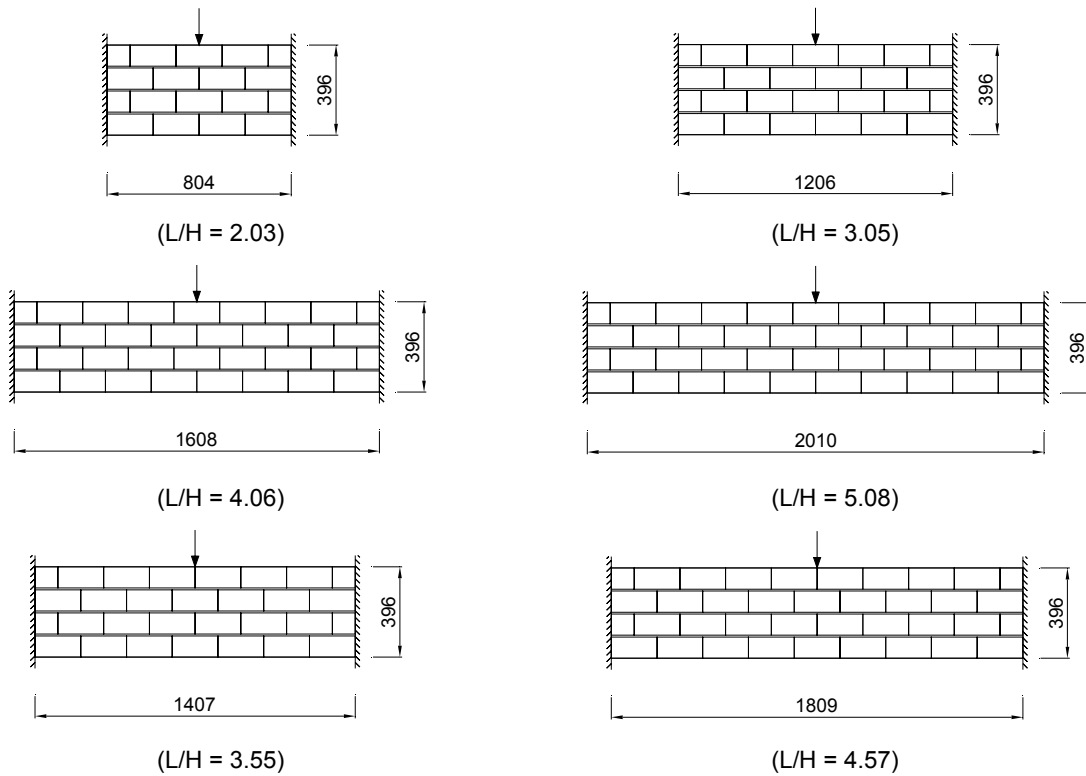 396
804
(L/H = 2.03)
396
1206
(L/H = 3.05)
396
1608
(L/H = 4.06)
396
2010
(L/H = 5.08)
396
1407
(L/H = 3.55)
396
1809
(L/H = 4.57)